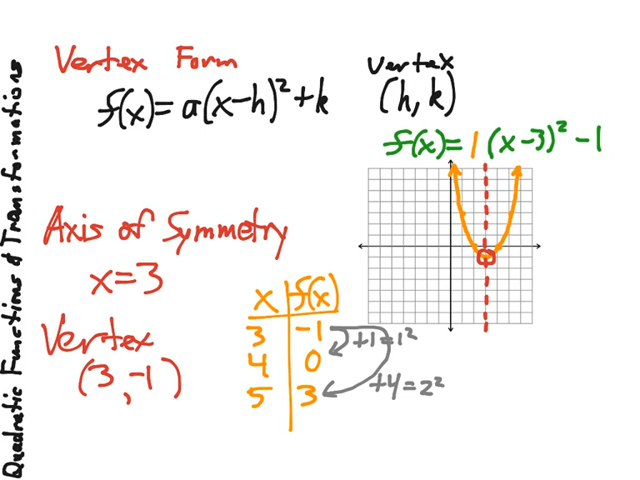 Quadratic Functions & Transformations
Vertex Form
f(x) = a(x-h)² + k
vertex
(h, k)
f(x) = 1 (x-3)² - 1
Axis of Symmetry
x = 3
Vertex
(3, -1)
x f(x)
3 -1
4 0
5 3
+1 = 1²
+4 = 2²